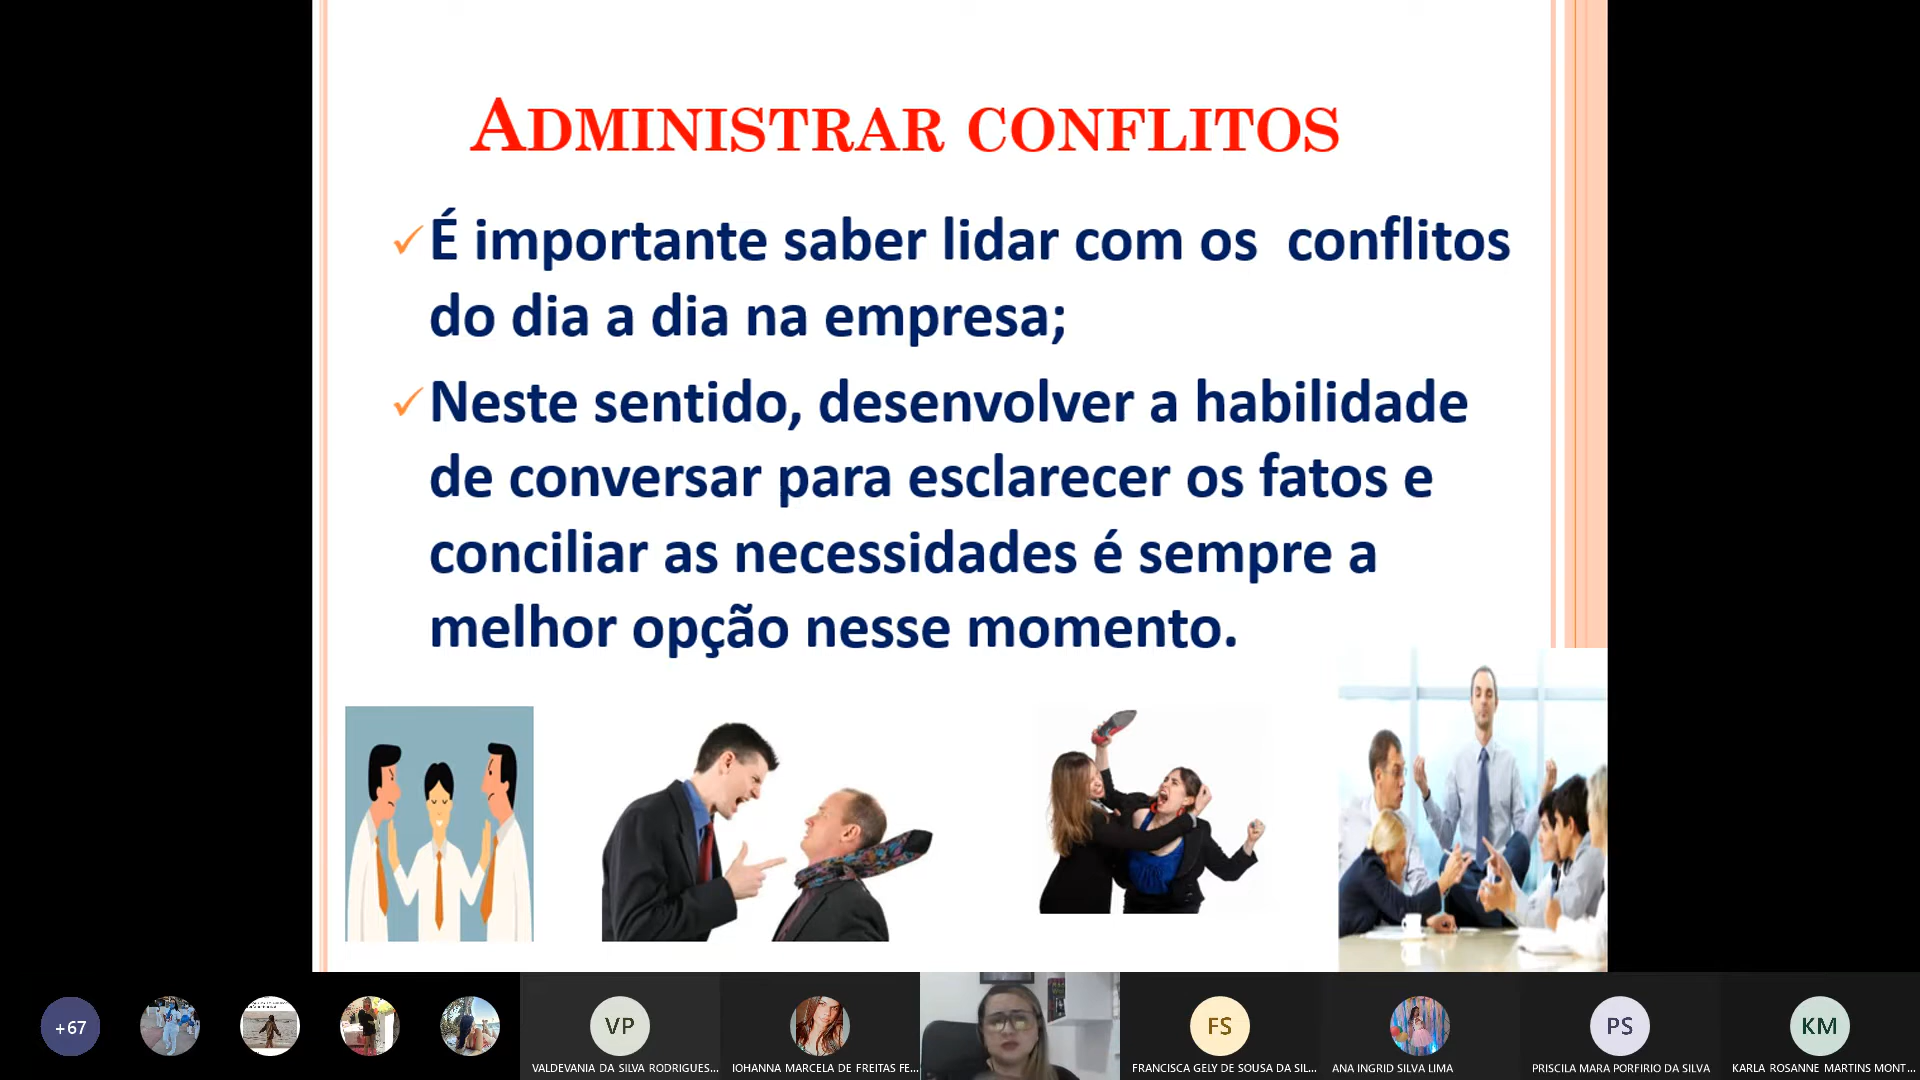 ADMINISTRAR CONFLITOS
É importante saber lidar com os conflitos
do dia a dia na empresa;
Neste sentido, desenvolver a habilidade
de conversar para esclarecer os fatos e
conciliar as necessidades é sempre a
melhor opção nesse momento.
+67
VP
FS
PS
KM
VALDEVANIA DA SILVA RODRIGUES...
IOHANNA MARCELA DE FREITAS FE...
FRANCISCA GELY DE SOUSA DA SIL...
ANA INGRID SILVA LIMA
PRISCILA MARA PORFIRIO DA SILVA
KARLA ROSANNE MARTINS MONT...